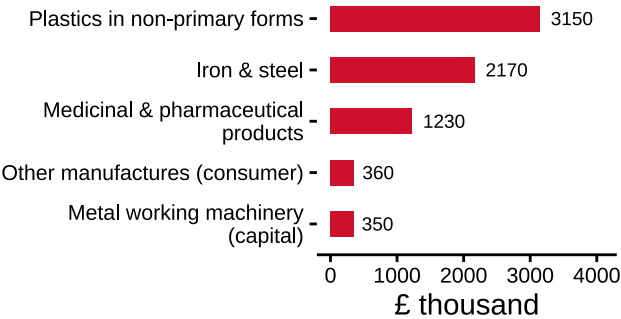 Plastics in non-primary forms
3150
Iron & steel
2170
Medicinal & pharmaceutical
products
1230
Other manufactures (consumer)
360
Metal working machinery
(capital)
350
0 1000 2000 3000 4000
£ thousand